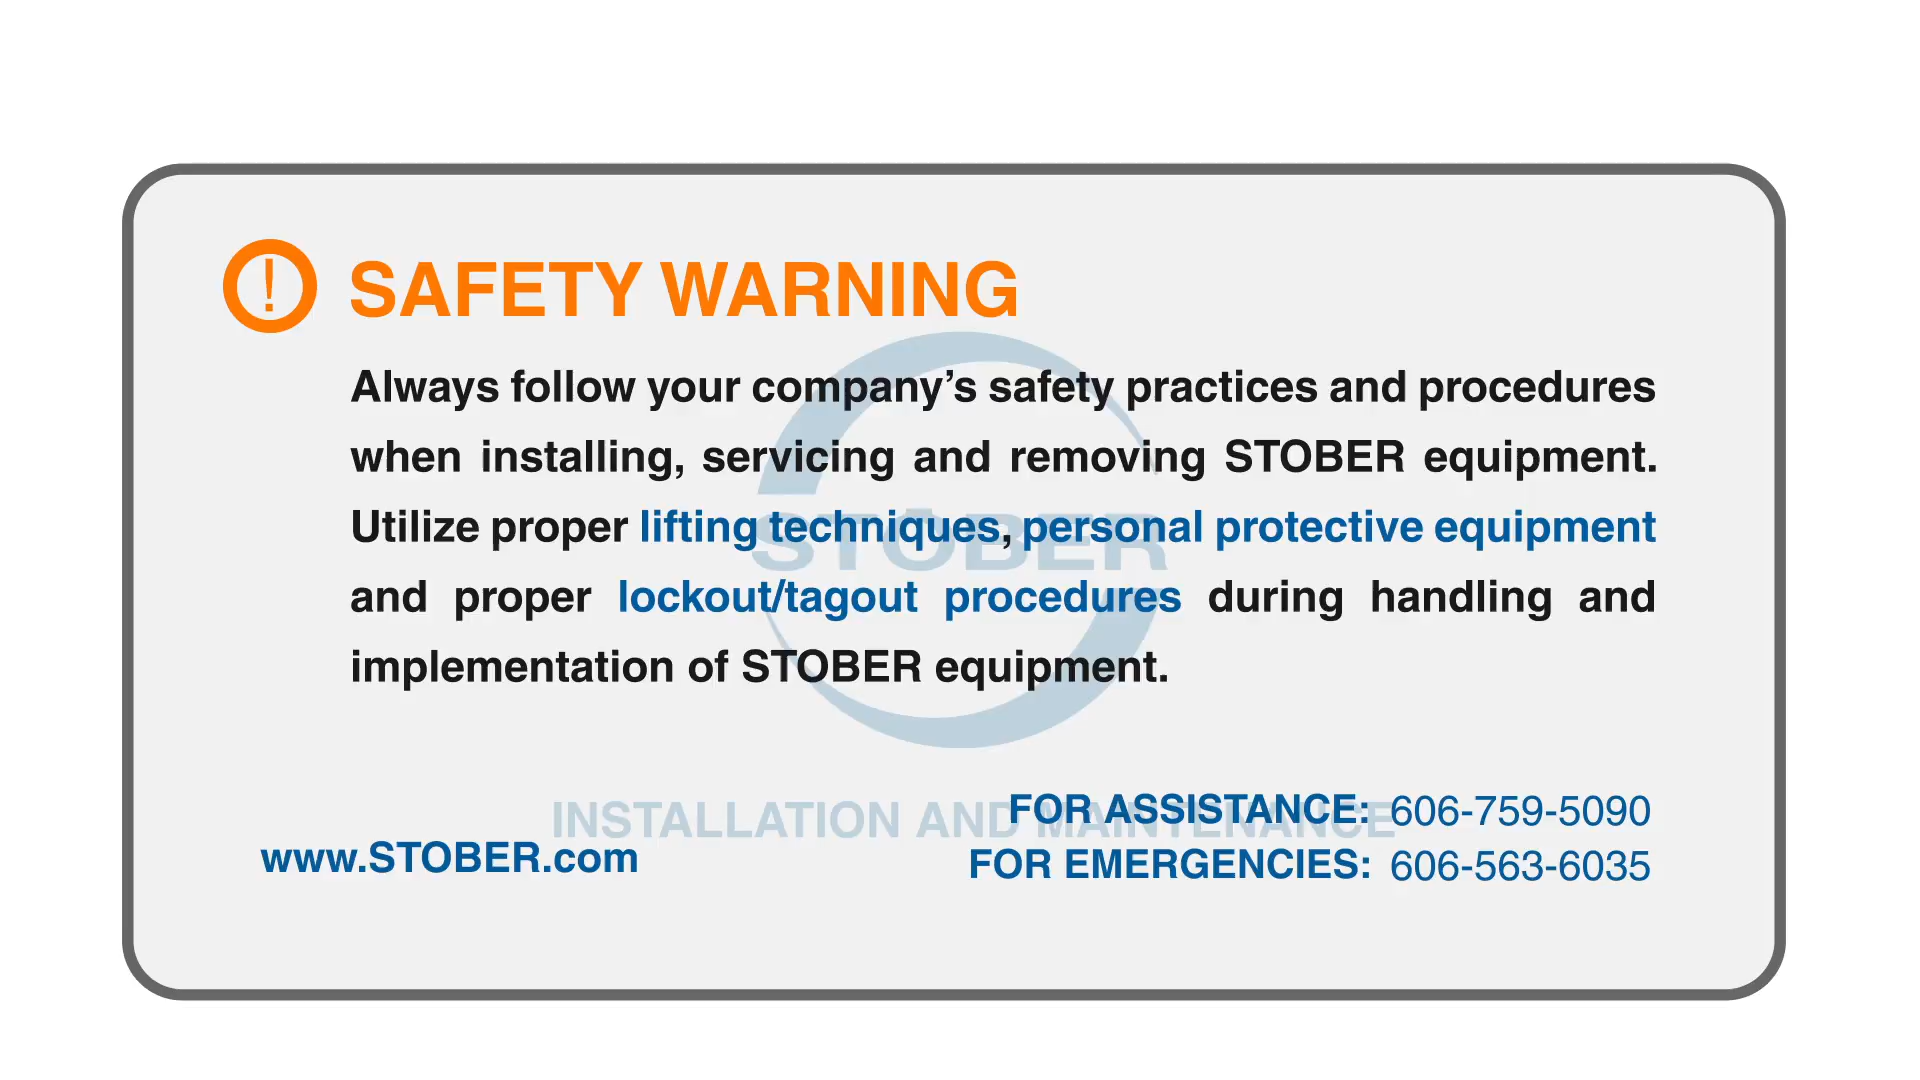 ! SAFETY WARNING
Always follow your company’s safety practices and procedures
when installing, servicing and removing STOBER equipment.
Utilize proper lifting techniques, personal protective equipment
and proper lockout/tagout procedures during handling and
implementation of STOBER equipment.
STOBER
INSTALLATION AND MAINTENANCE
www.STOBER.com
FOR ASSISTANCE: 606-759-5090
FOR EMERGENCIES: 606-563-6035